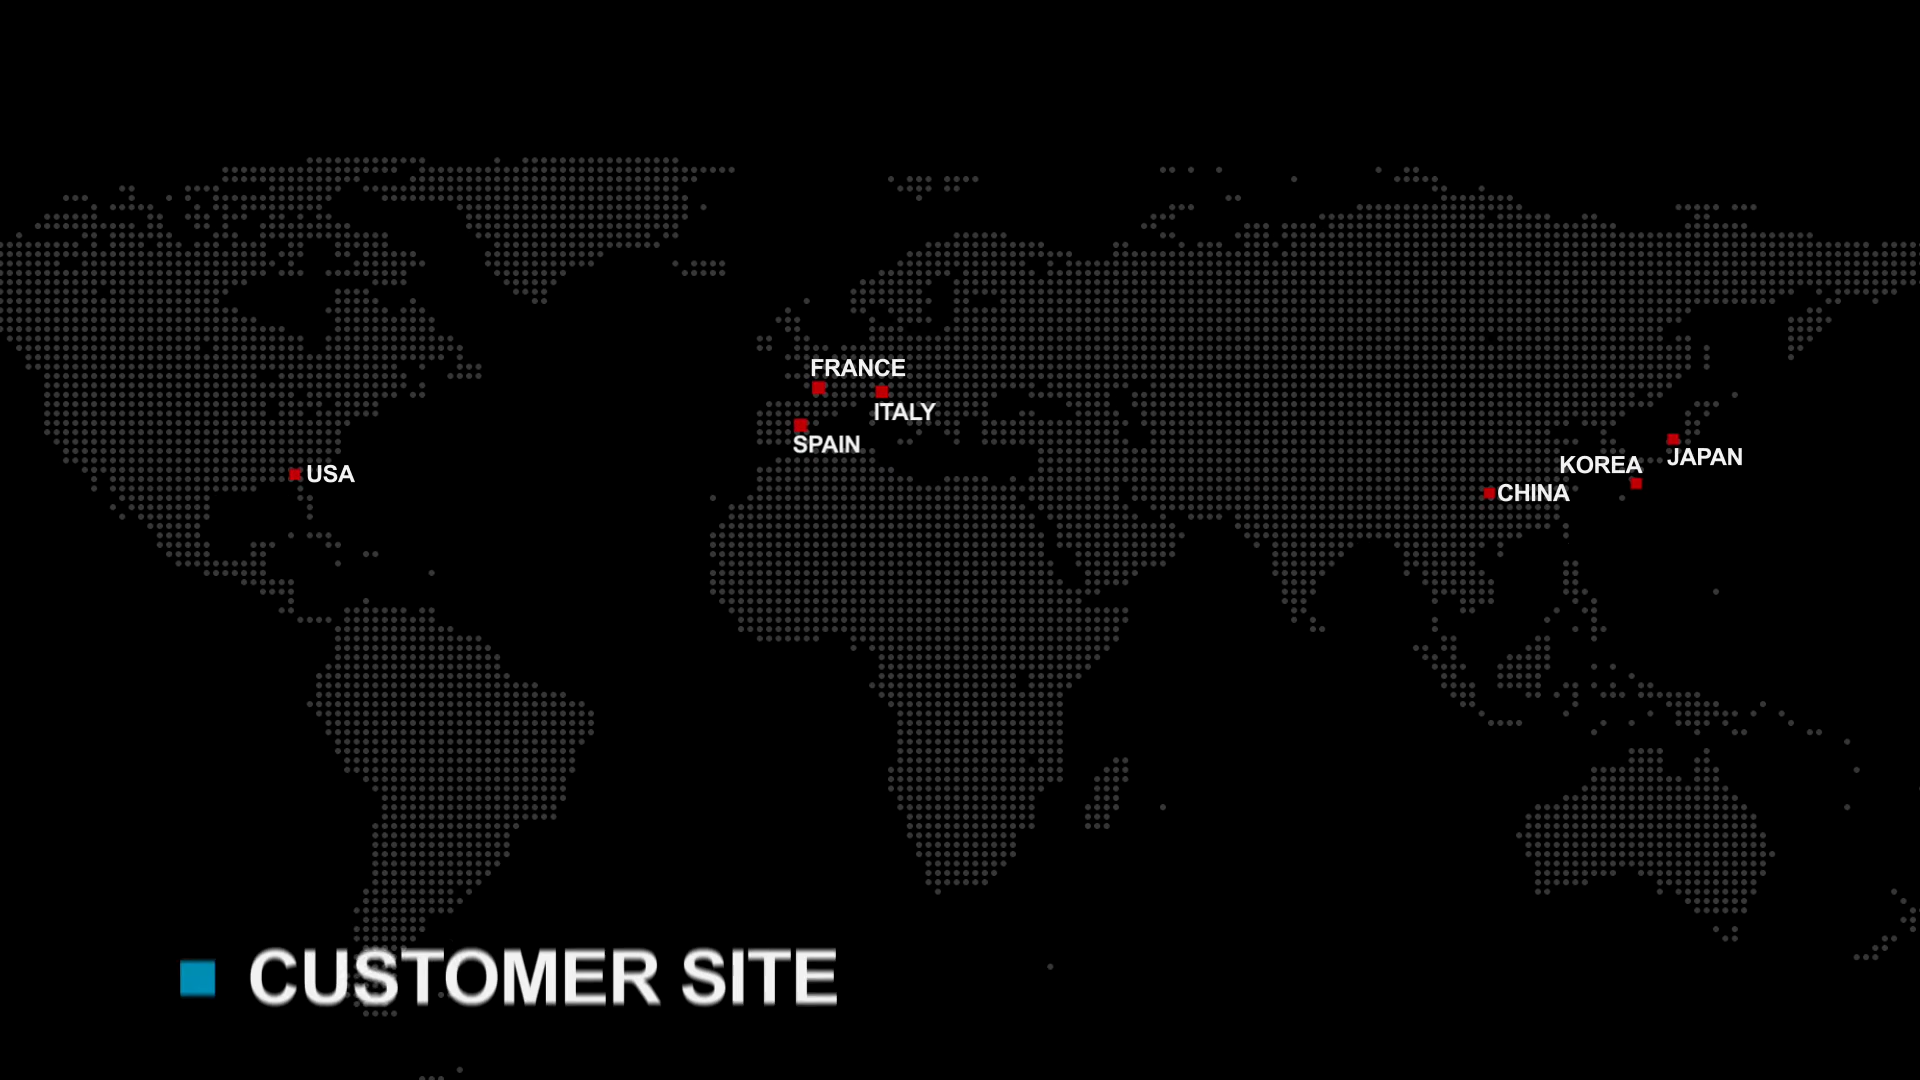 FRANCE
ITALY
SPAIN
USA
JAPAN
KOREA
CHINA
CUSTOMER SITE